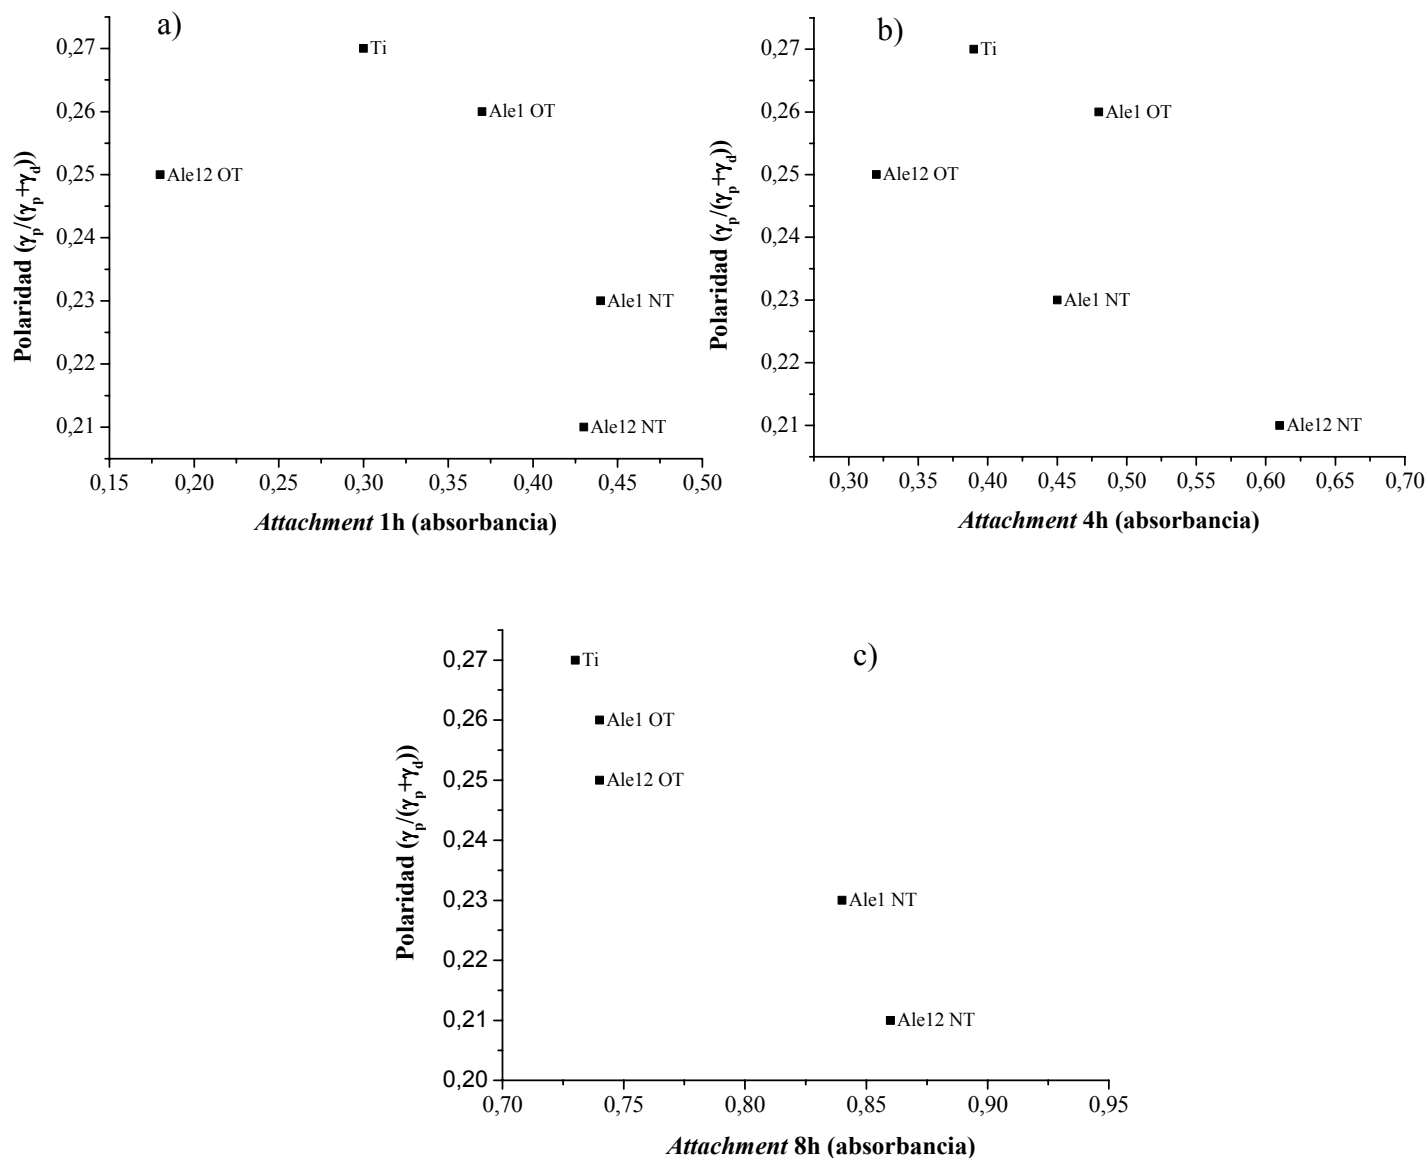 a)
0,27
0,26
0,25
0,24
0,23
0,22
0,21
Polaridad (γp/(γp+γd))
Ti
Ale1 OT
Ale12 OT
Ale1 NT
Ale12 NT
0,15 0,20 0,25 0,30 0,35 0,40 0,45 0,50
Attachment 1h (absorbancia)
b)
0,27
0,26
0,25
0,24
0,23
0,22
0,21
Polaridad (γp/(γp+γd))
Ti
Ale1 OT
Ale12 OT
Ale1 NT
Ale12 NT
0,30 0,35 0,40 0,45 0,50 0,55 0,60 0,65 0,70
Attachment 4h (absorbancia)
c)
0,27
0,26
0,25
0,24
0,23
0,22
0,21
0,20
Polaridad (γp/(γp+γd))
Ti
Ale1 OT
Ale12 OT
Ale1 NT
Ale12 NT
0,70 0,75 0,80 0,85 0,90 0,95
Attachment 8h (absorbancia)